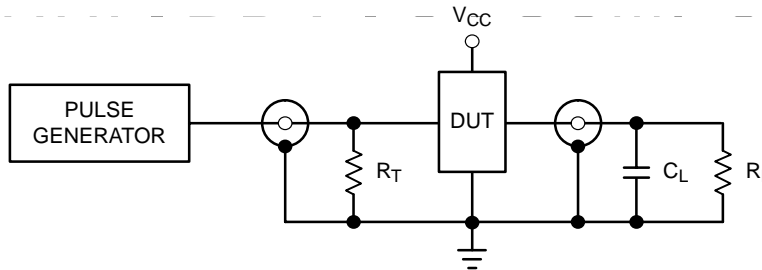 VCC
PULSE
GENERATOR
DUT
RT
CL
R